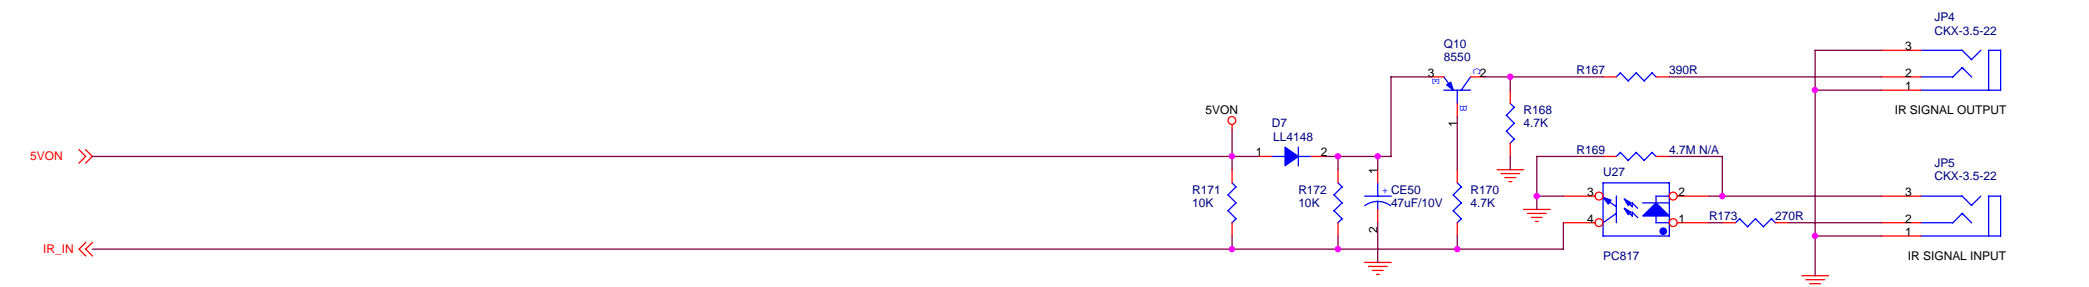 JP4
CKX-3.5-22
Q10
8550
3
3
E
C
2
R167
390R
2
1
B
1
IR SIGNAL OUTPUT
5VON
R168
4.7K
D7
LL4148
5VON
1
2
R169
4.7M N/A
JP5
CKX-3.5-22
U27
1
R171
10K
R172
10K
+ CE50
47uF/10V
R170
4.7K
3
2
3
4
1
R173
270R
2
2
1
IR_IN
PC817
IR SIGNAL INPUT